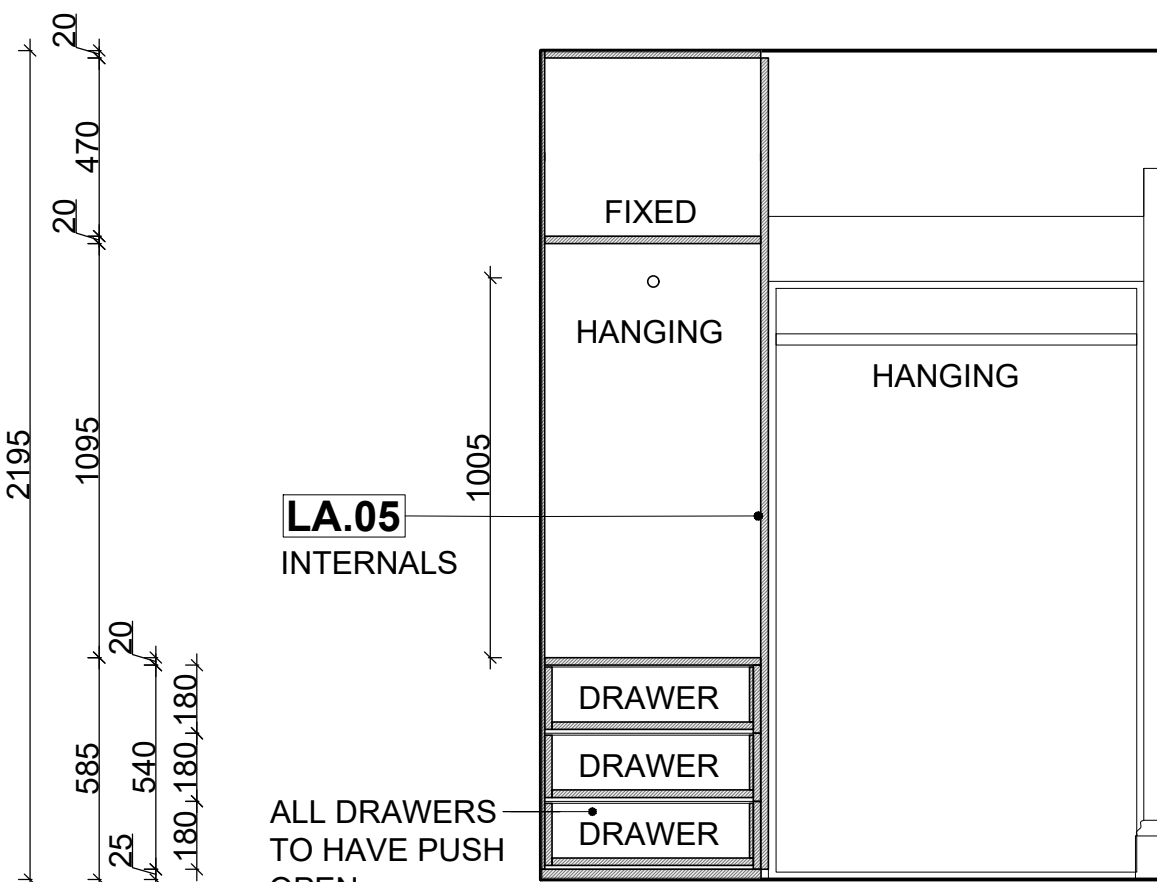 20
470
20
FIXED
HANGING
HANGING
2195
1095
1005
LA.05
INTERNALS
20
180
DRAWER
585
540
180
DRAWER
ALL DRAWERS
TO HAVE PUSH
OPEN
25
180
DRAWER